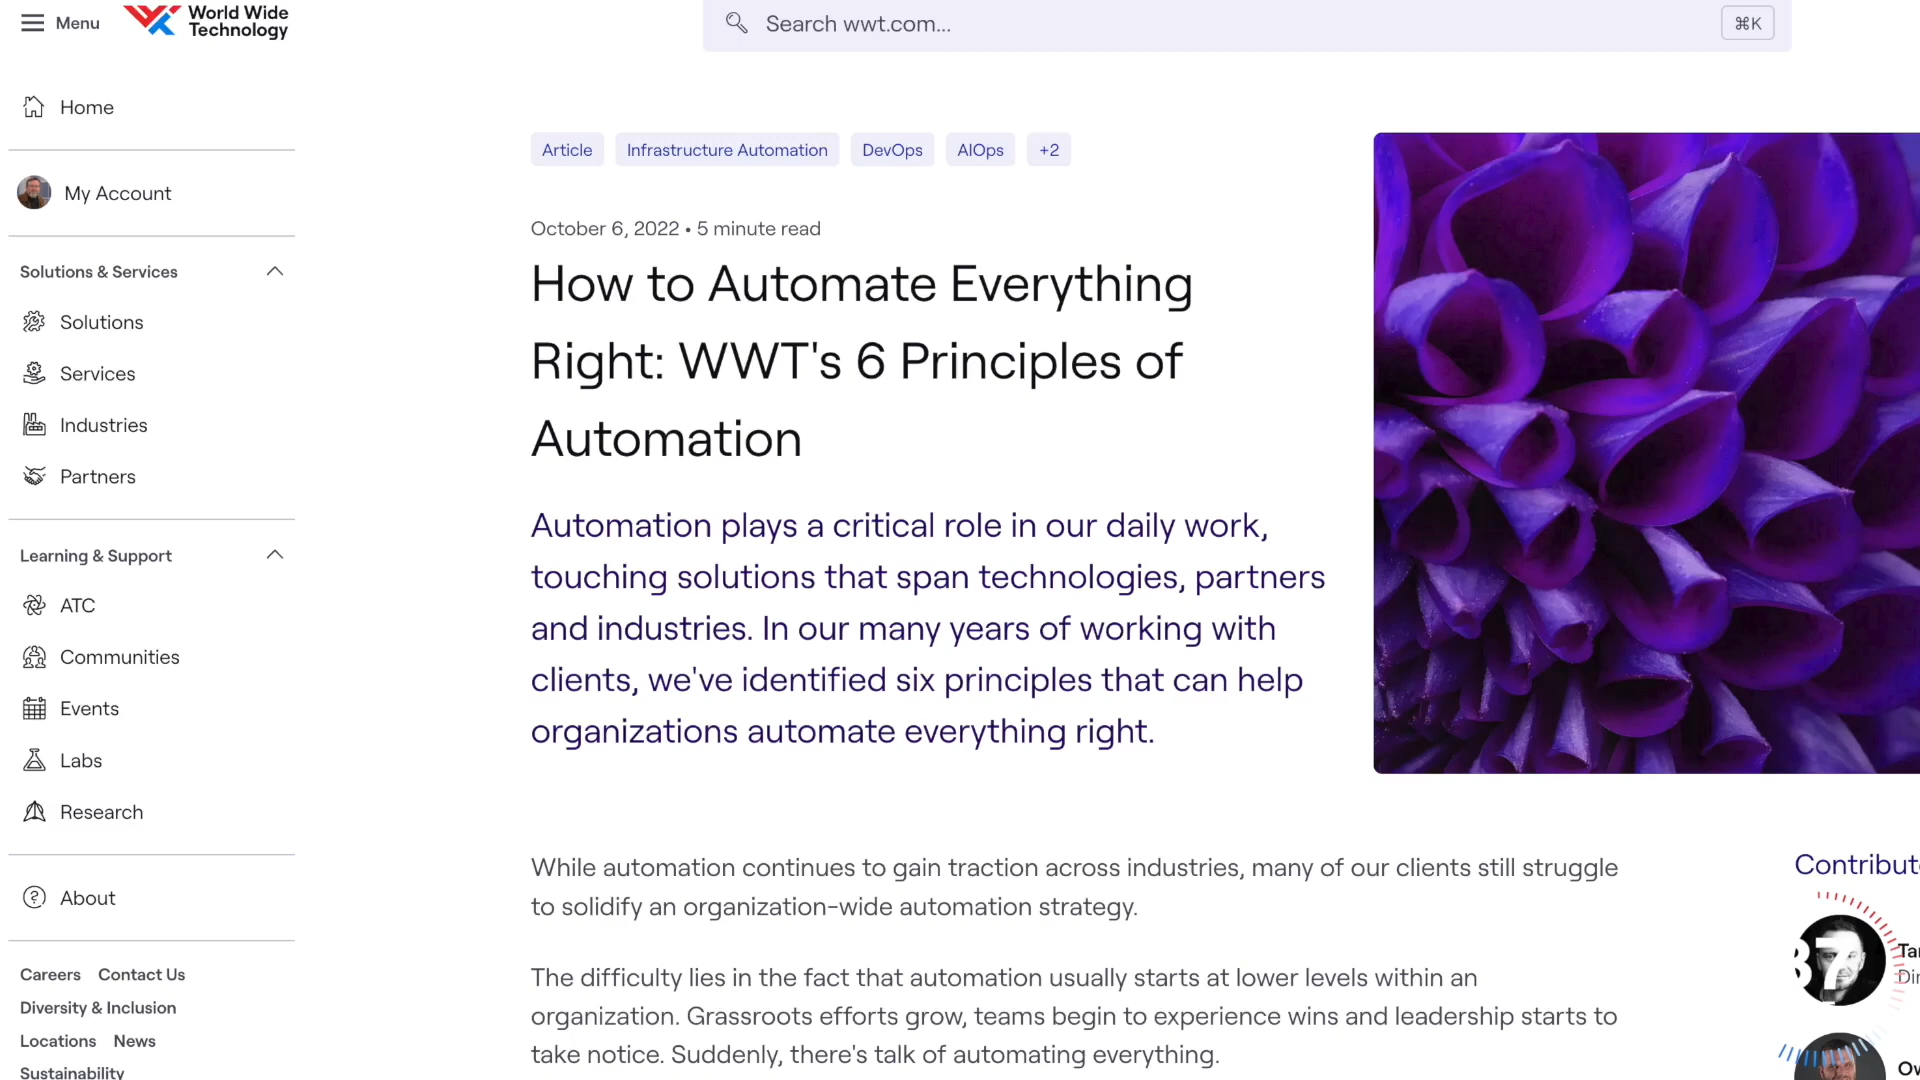 Menu
World Wide
Technology
Search wwt.com...
⌘K
Home
My Account
Solutions & Services
Solutions
Services
Industries
Partners
Learning & Support
ATC
Communities
Events
Labs
Research
About
Careers Contact Us
Diversity & Inclusion
Locations News
Sustainability
Article Infrastructure Automation DevOps AIOps +2
October 6, 2022 • 5 minute read
How to Automate Everything
Right: WWT's 6 Principles of
Automation
Automation plays a critical role in our daily work,
touching solutions that span technologies, partners
and industries. In our many years of working with
clients, we've identified six principles that can help
organizations automate everything right.
While automation continues to gain traction across industries, many of our clients still struggle
to solidify an organization-wide automation strategy.
The difficulty lies in the fact that automation usually starts at lower levels within an
organization. Grassroots efforts grow, teams begin to experience wins and leadership starts to
take notice. Suddenly, there's talk of automating everything.